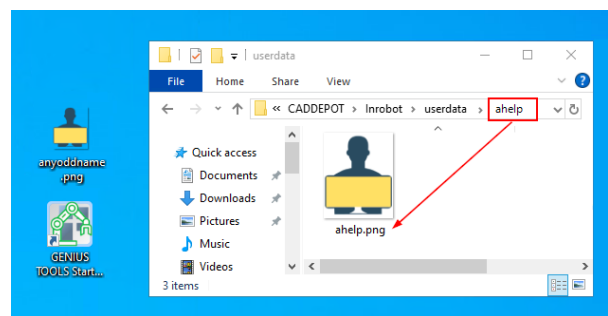 anyoddname
.png
GENIUS
TOOLS Start...
userdata
File Home Share View
« CADDEPOT > Inrobot > userdata > ahelp
Quick access
Documents
Downloads
Pictures
Music
Videos
ahelp.png
3 items